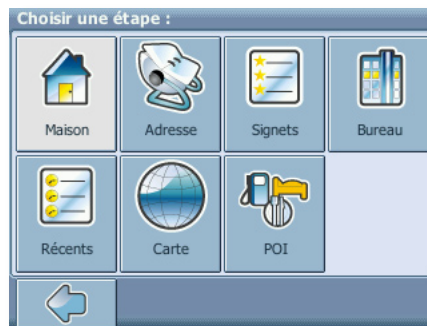 Choisir une étape :
Maison
Adresse
Signets
Bureau
Récents
Carte
POI